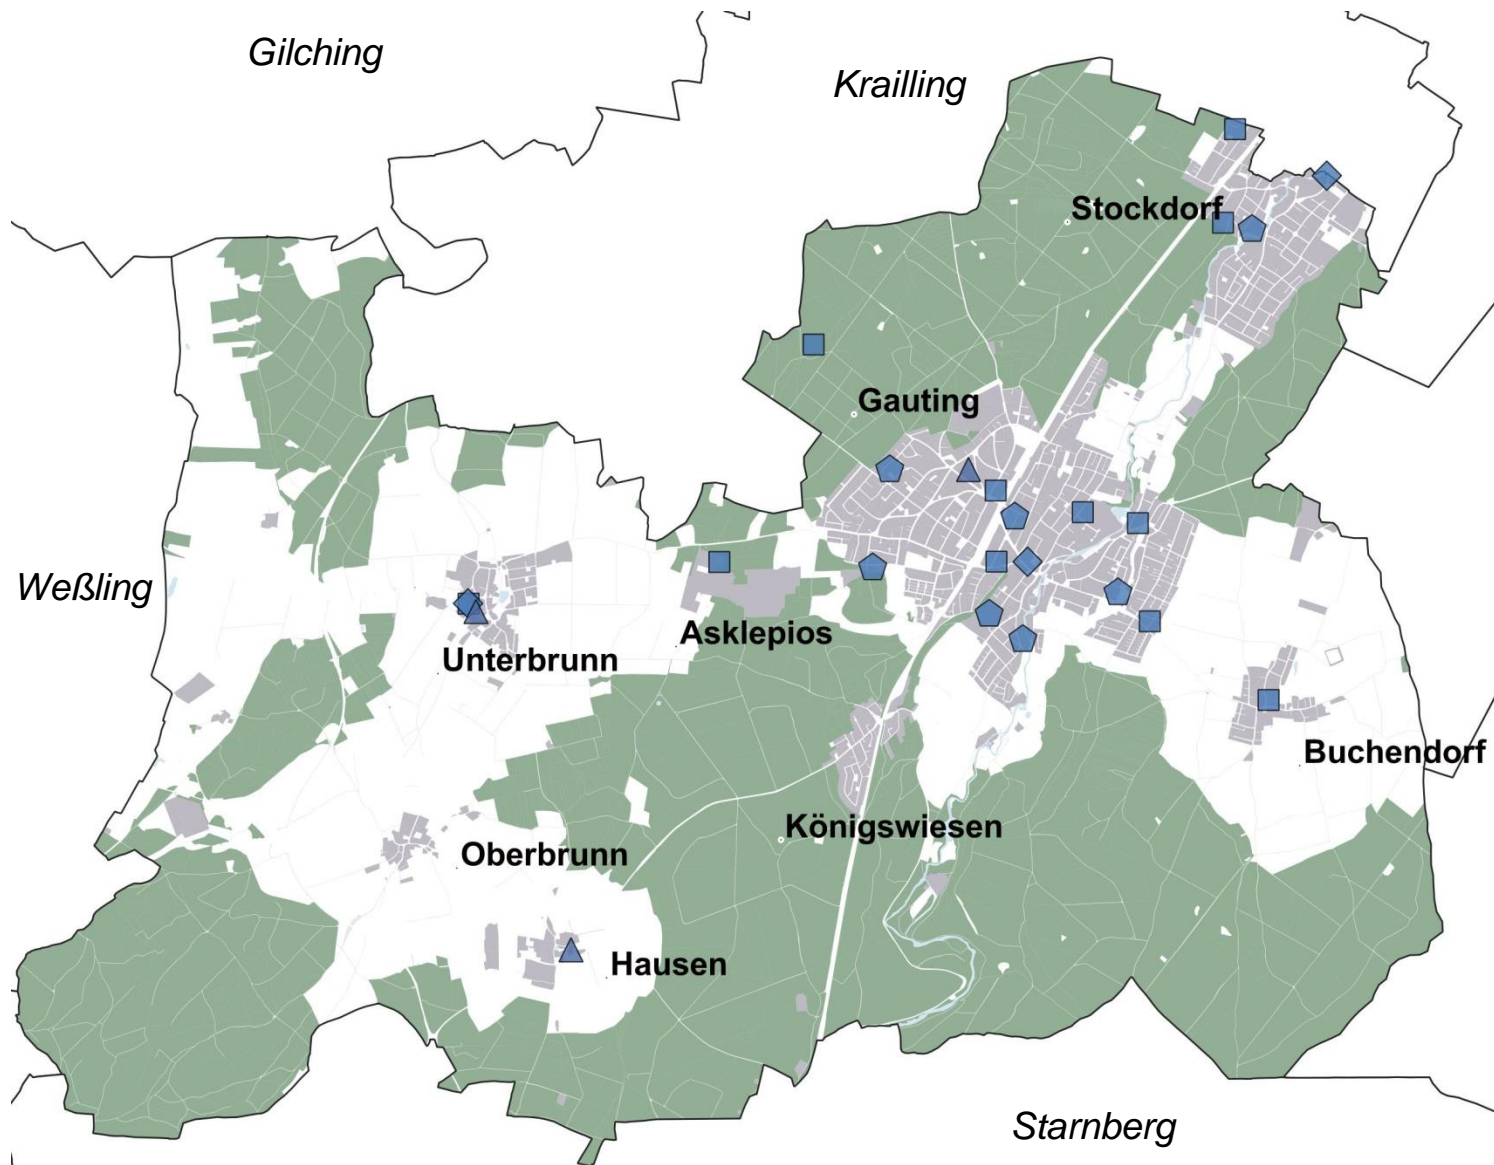 Gilching
Krailling
Stockdorf
Gauting
Weßling
Asklepios
Unterbrunn
Buchendorf
Königswiesen
Oberbrunn
Hausen
Starnberg